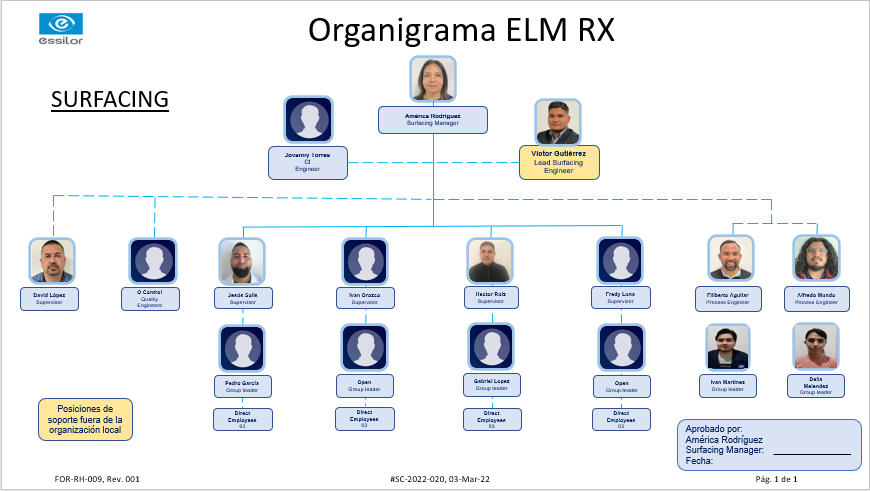 essilor
Organigrama ELM RX
SURFACING
América Rodríguez
Surfacing Manager
Jovanny Torres
CI
Engineer
Víctor Gutiérrez
Lead Surfacing
Engineer
David López
Supervisor
Q Control
Quality
Engineers
Jesús Solís
Supervisor
Ivan Orozco
Supervisor
Hector Ruiz
Supervisor
Fredy Luna
Supervisor
Filiberto Aguilar
Process Engineer
Alfredo Mundo
Process Engineer
Pedro García
Group leader
Open
Group leader
Gabriel Lopez
Group leader
Open
Group leader
Ivan Martinez
Group leader
Delia
Melendez
Group leader
Direct
Employees
03
Direct
Employees
03
Direct
Employees
03
Direct
Employees
03
Posiciones de
soporte fuera de la
organización local
Aprobado por:
América Rodríguez
Surfacing Manager:
Fecha:
FOR-RH-009, Rev. 001
#SC-2022-020, 03-Mar-22
Pág. 1 de 1